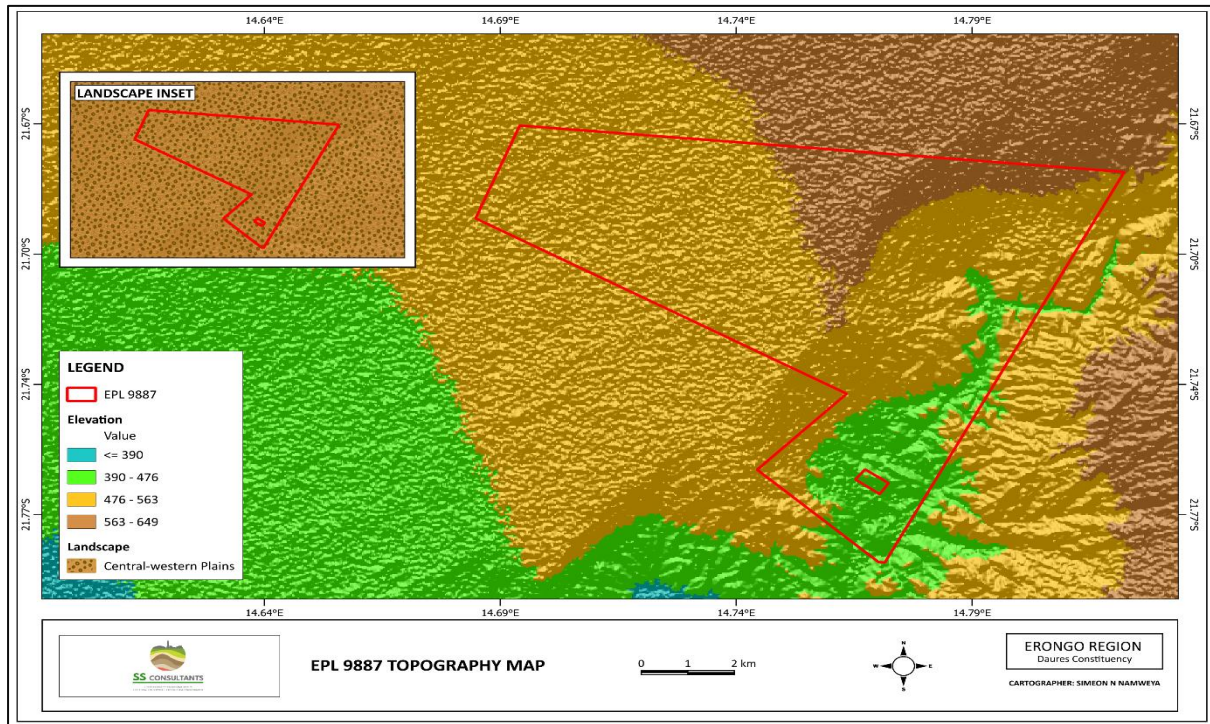 14.64°E 14.69°E 14.74°E 14.79°E
LANDSCAPE INSET
21.67°S 21.67°S
21.70°S 21.70°S
21.74°S 21.74°S
21.77°S 21.77°S
LEGEND
EPL 9887
Elevation
Value
<= 390
390 - 476
476 - 563
563 - 649
Landscape
Central-western Plains
14.64°E 14.69°E 14.74°E 14.79°E
SS CONSULTANTS
EPL 9887 TOPOGRAPHY MAP
0 1 2 km
N
W E
S
ERONGO REGION
Daures Constituency
CARTOGRAPHER: SIMEON N NAMWEYA